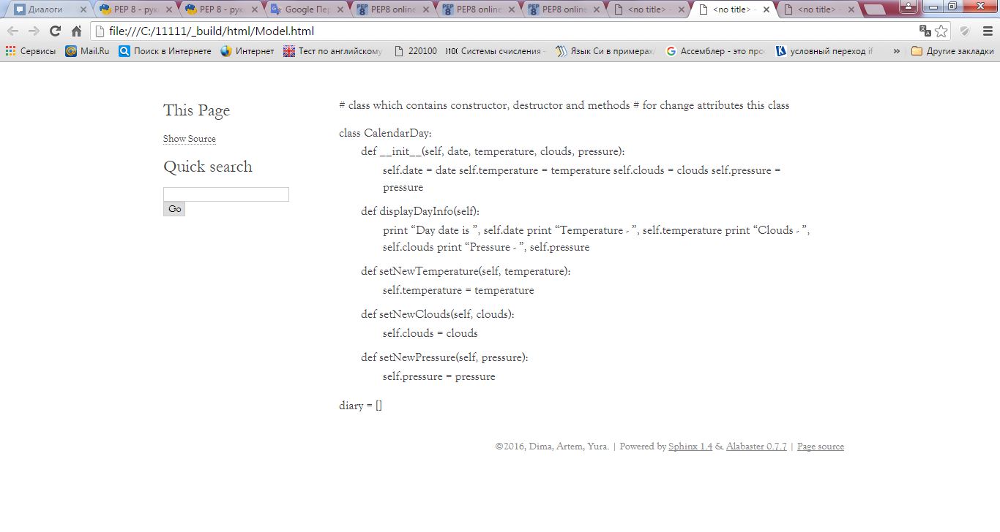 Диалоги
PEP 8 - рук
PEP 8 - рук
Google Пер
PEP8 online
PEP8 online
PEP8 online
<no title> -
<no title> -
<no title> -
file:///C:/11111/_build/html/Model.html
Сервисы
Mail.Ru
Поиск в Интернете
Интернет
Тест по английскому
220100
Системы счисления -
Язык Си в примерах/
Ассемблер - это про
условный переход if
»
Другие закладки
This Page
Show Source
Quick search
Go
# class which contains constructor, destructor and methods # for change attributes this class
class CalendarDay:
def __init__(self, date, temperature, clouds, pressure):
self.date = date self.temperature = temperature self.clouds = clouds self.pressure =
pressure
def displayDayInfo(self):
print “Day date is ”, self.date print “Temperature - ”, self.temperature print “Clouds - ”,
self.clouds print “Pressure - ”, self.pressure
def setNewTemperature(self, temperature):
self.temperature = temperature
def setNewClouds(self, clouds):
self.clouds = clouds
def setNewPressure(self, pressure):
self.pressure = pressure
diary = []
©2016, Dima, Artem, Yura. | Powered by Sphinx 1.4 & Alabaster 0.7.7 | Page source